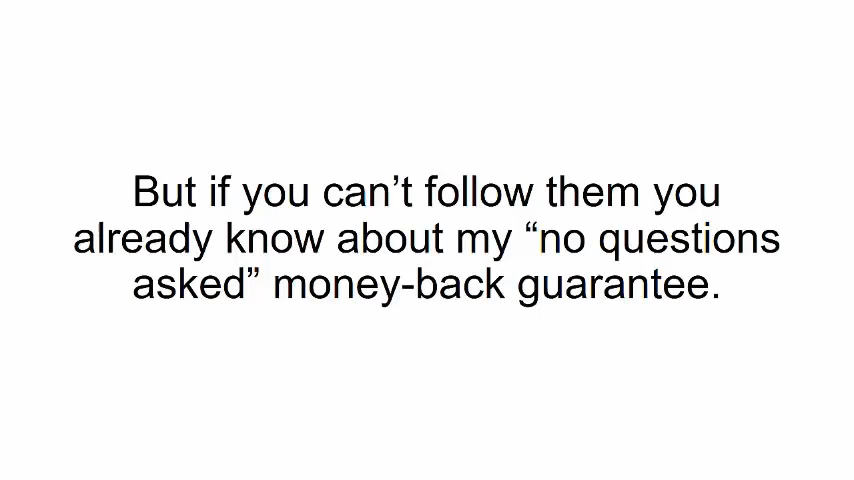 But if you can’t follow them you
already know about my “no questions
asked” money-back guarantee.